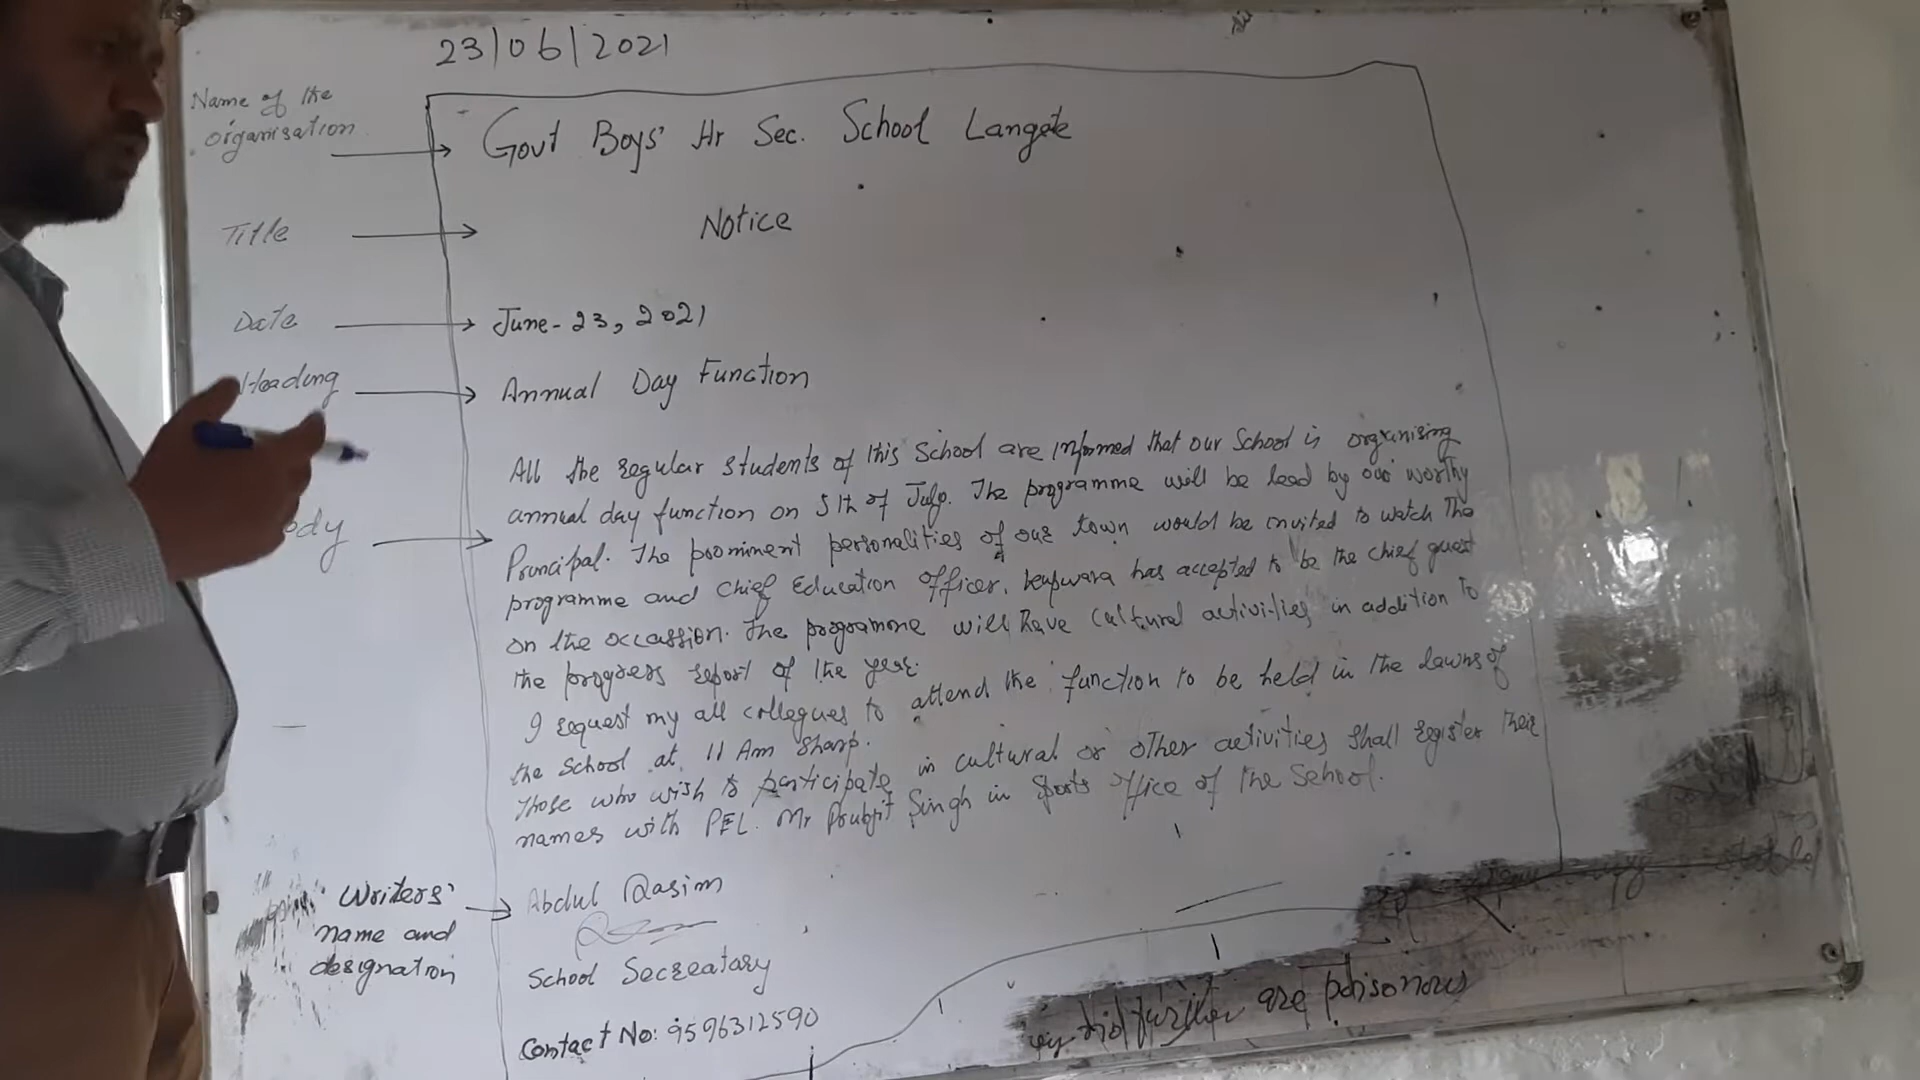 23/06/2021
Name of the
organisation
Govt Boys' Hr Sec. School Langate
Title
Notice
Date
June-23, 2021
Heading
Annual Day Function
ody
All the regular students of this School are informed that our School is organising
annual day function on 5th of July. The programme will be lead by our worthy
Principal. The prominent personalities of our town would be invited to watch the
programme and Chief Education Officer, Kupwara has accepted to be the chief guest
on the occassion. The programme will have cultural activities in addition to
the progress report of the year.
I request my all collegues to attend the function to be held in the lawns of
the School at 11 Am Sharp.
Those who wish to participate in cultural or other activities shall register their
names with PEL. Mr Prubjit Singh in Sports office of the School.
Writers'
name and
designation
Abdul Qasim
School Secreatary
Contact No: 9596312590
are poisonous